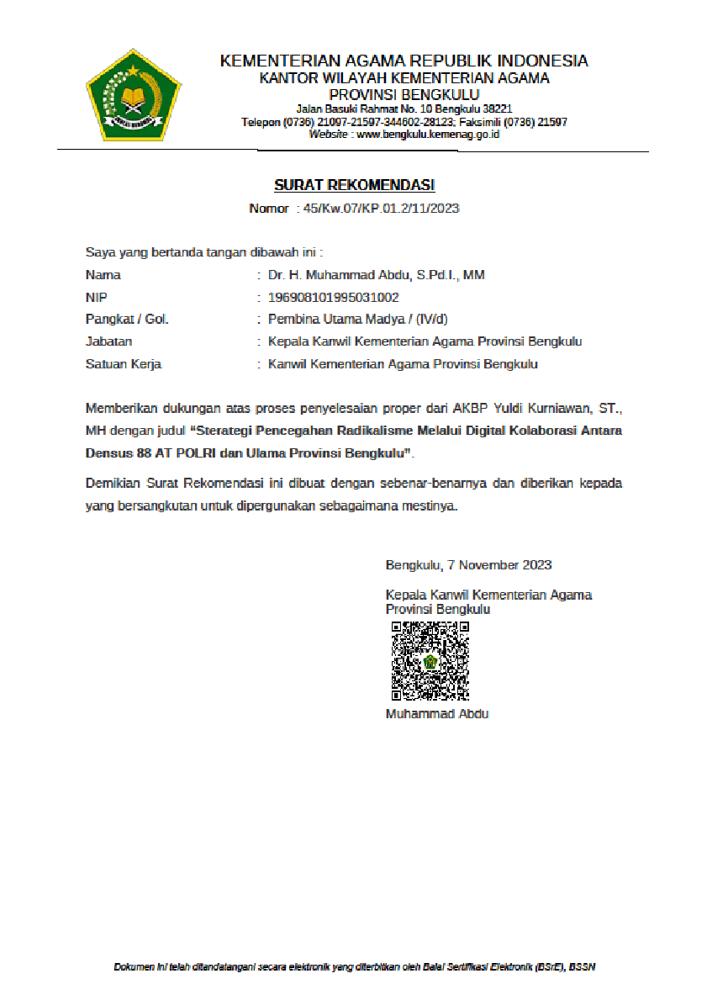 KEMENTERIAN AGAMA REPUBLIK INDONESIA
KANTOR WILAYAH KEMENTERIAN AGAMA
PROVINSI BENGKULU
Jalan Basuki Rahmat No. 10 Bengkulu 38221
Telepon (0736) 21097-21597-344602-28123; Faksimili (0736) 21597
Website : www.bengkulu.kemenag.go.id
SURAT REKOMENDASI
Nomor : 45/Kw.07/KP.01.2/11/2023
Saya yang bertanda tangan dibawah ini :
Nama : Dr. H. Muhammad Abdu, S.Pd.I., MM
NIP : 196908101995031002
Pangkat / Gol. : Pembina Utama Madya / (IV/d)
Jabatan : Kepala Kanwil Kementerian Agama Provinsi Bengkulu
Satuan Kerja : Kanwil Kementerian Agama Provinsi Bengkulu
Memberikan dukungan atas proses penyelesaian proper dari AKBP Yuldi Kurniawan, ST.,
MH dengan judul “Sterategi Pencegahan Radikalisme Melalui Digital Kolaborasi Antara
Densus 88 AT POLRI dan Ulama Provinsi Bengkulu”.
Demikian Surat Rekomendasi ini dibuat dengan sebenar-benarnya dan diberikan kepada
yang bersangkutan untuk dipergunakan sebagaimana mestinya.
Bengkulu, 7 November 2023
Kepala Kanwil Kementerian Agama
Provinsi Bengkulu
Muhammad Abdu
Dokumen ini telah ditandatangani secara elektronik yang diterbitkan oleh Balai Sertifikasi Elektronik (BSrE), BSSN